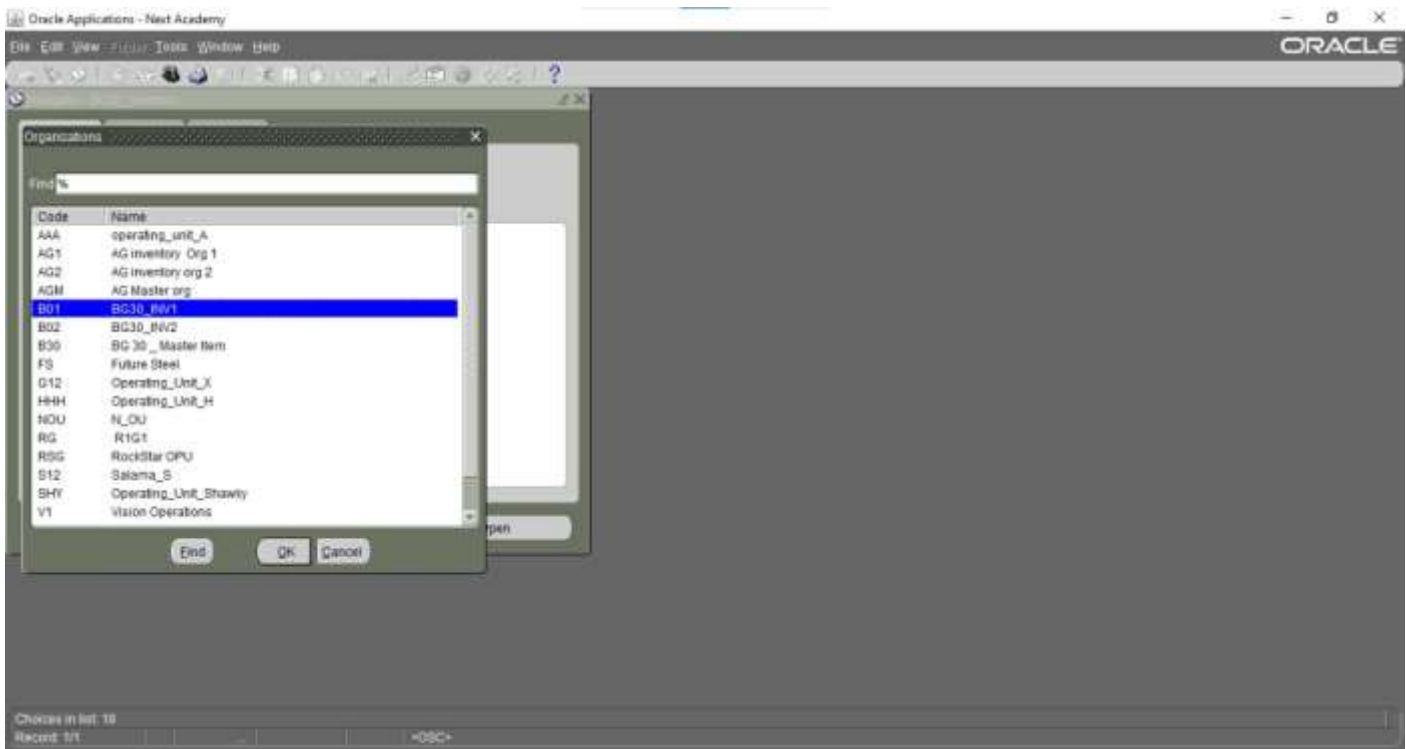 Oracle Applications - Next Academy
File Edit View Folder Tools Window Help
ORACLE
Organizations
Find %
Code Name
AAA operating_unit_A
AG1 AG inventory Org 1
AG2 AG inventory org 2
AGM AG Master org
B01 BG30_INV1
B02 BG30_INV2
B30 BG 30 _ Master Item
FS Future Steel
G12 Operating_Unit_X
HHH Operating_Unit_H
NOU N_OU
RG R1G1
RSG RockStar OPU
S12 Salama_S
SHY Operating_Unit_Shawky
V1 Vision Operations
Open
Find OK Cancel
Choices in list: 18
Record: 1/1 ... <OSC>